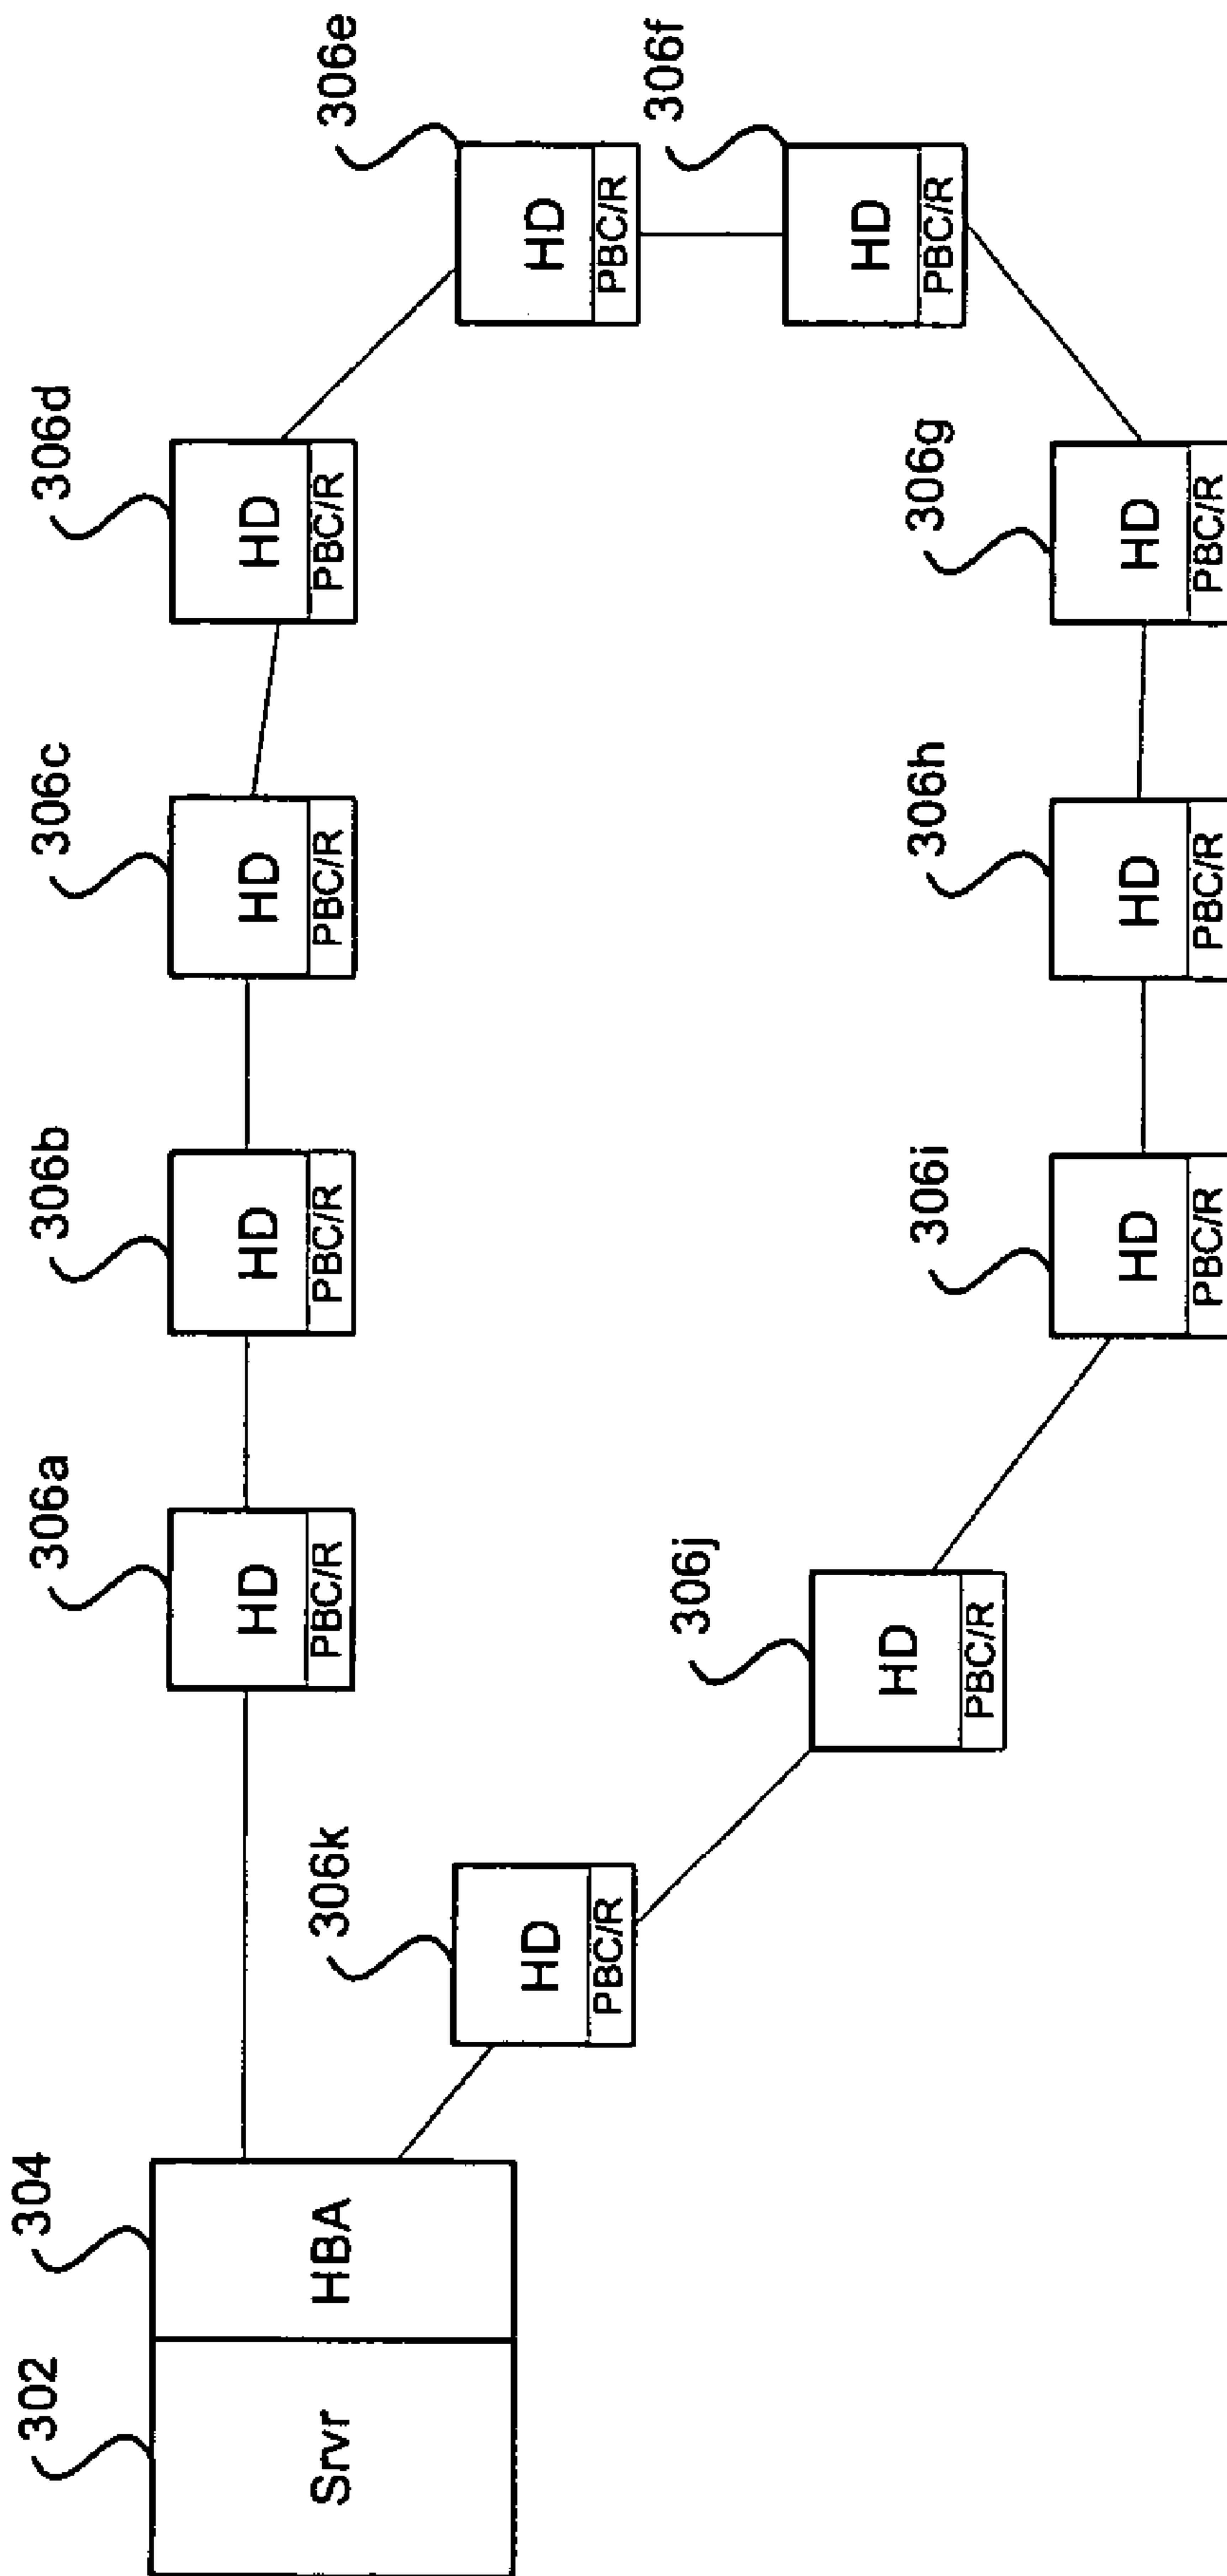 302
304
Srvr
HBA
306a
HD
PBC/R
306b
HD
PBC/R
306c
HD
PBC/R
306d
HD
PBC/R
306e
HD
PBC/R
306f
HD
PBC/R
306g
HD
PBC/R
306h
HD
PBC/R
306i
HD
PBC/R
306j
HD
PBC/R
306k
HD
PBC/R